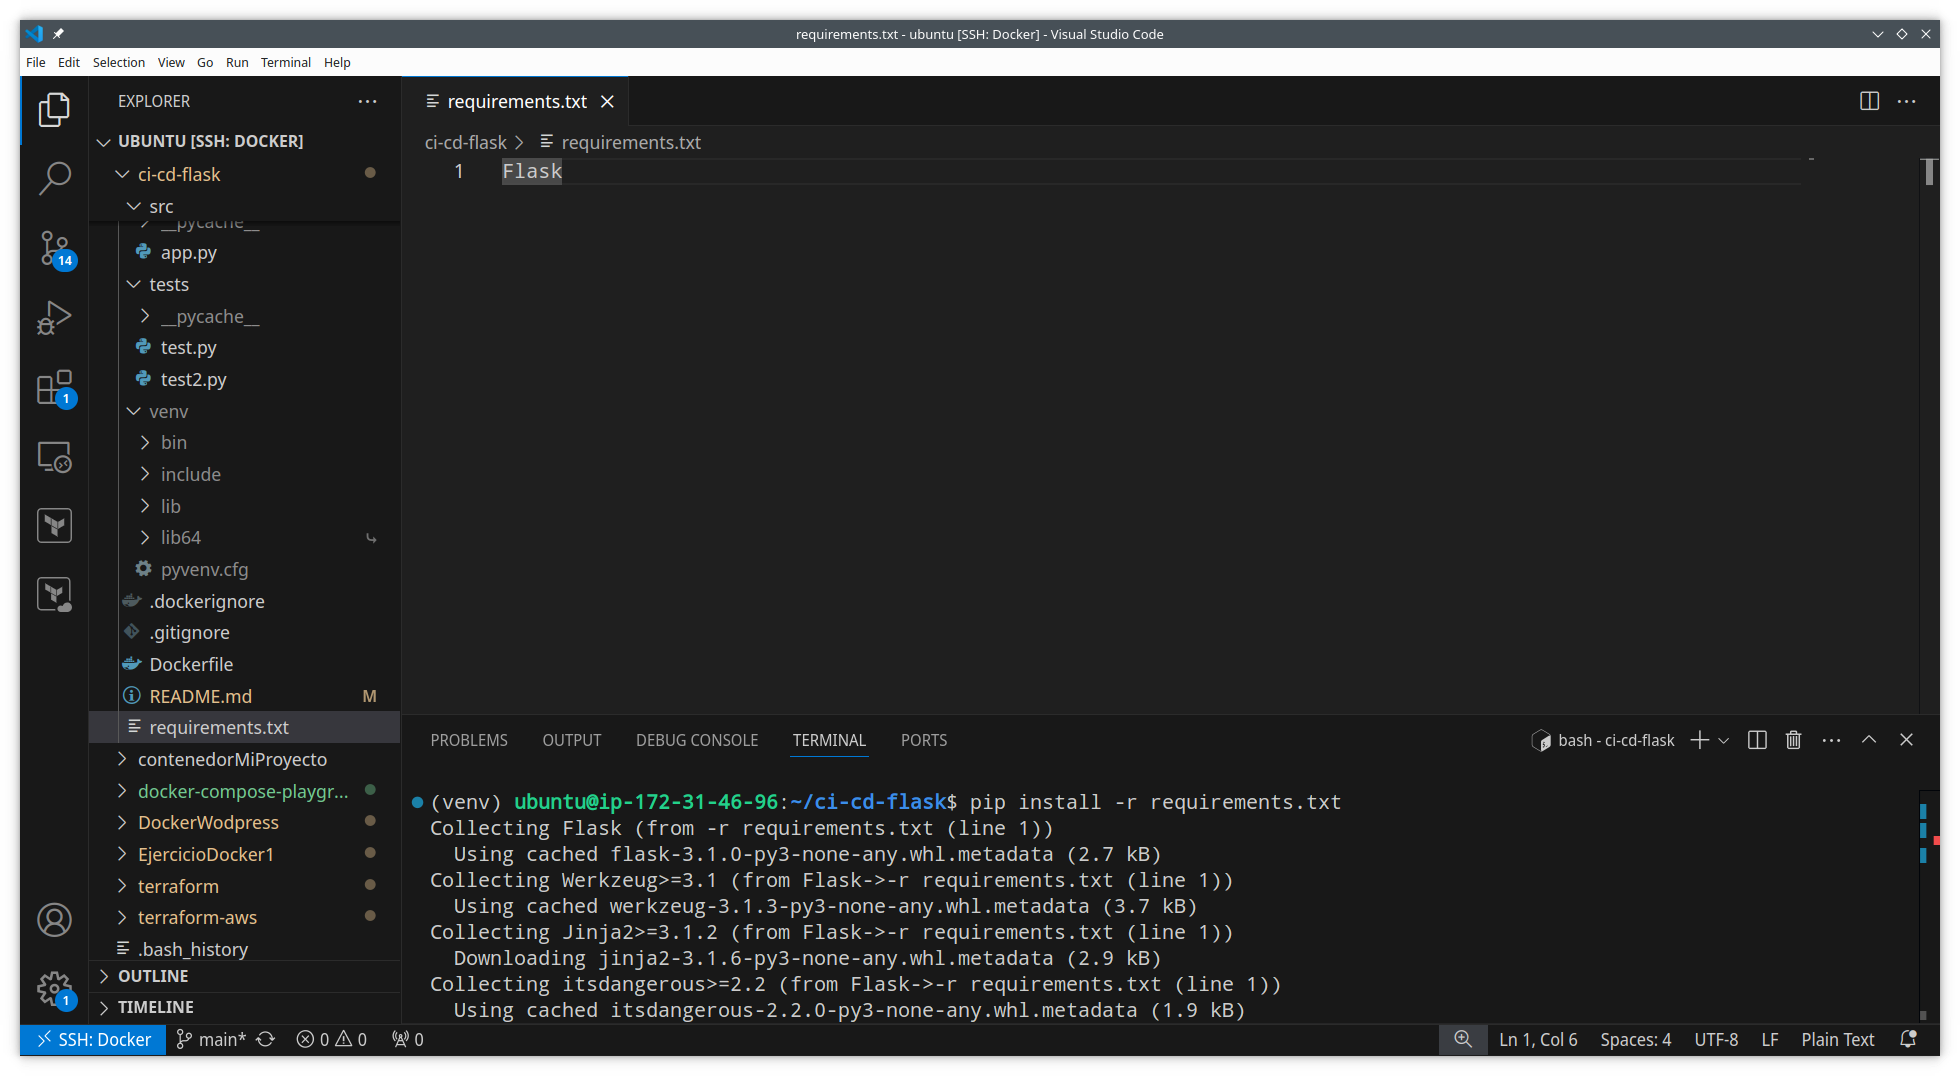 requirements.txt - ubuntu [SSH: Docker] - Visual Studio Code
File Edit Selection View Go Run Terminal Help
EXPLORER
UBUNTU [SSH: DOCKER]
ci-cd-flask
src
__pycache__
app.py
tests
__pycache__
test.py
test2.py
venv
bin
include
lib
lib64
pyvenv.cfg
.dockerignore
.gitignore
Dockerfile
README.md M
requirements.txt
contenedorMiProyecto
docker-compose-playgr...
DockerWodpress
EjercicioDocker1
terraform
terraform-aws
.bash_history
OUTLINE
TIMELINE
14
1
1
requirements.txt
ci-cd-flask > requirements.txt
1 Flask
PROBLEMS OUTPUT DEBUG CONSOLE TERMINAL PORTS
bash - ci-cd-flask
(venv) ubuntu@ip-172-31-46-96:~/ci-cd-flask$ pip install -r requirements.txt
Collecting Flask (from -r requirements.txt (line 1))
Using cached flask-3.1.0-py3-none-any.whl.metadata (2.7 kB)
Collecting Werkzeug>=3.1 (from Flask->-r requirements.txt (line 1))
Using cached werkzeug-3.1.3-py3-none-any.whl.metadata (3.7 kB)
Collecting Jinja2>=3.1.2 (from Flask->-r requirements.txt (line 1))
Downloading jinja2-3.1.6-py3-none-any.whl.metadata (2.9 kB)
Collecting itsdangerous>=2.2 (from Flask->-r requirements.txt (line 1))
Using cached itsdangerous-2.2.0-py3-none-any.whl.metadata (1.9 kB)
SSH: Docker main* 0 0 0 Ln 1, Col 6 Spaces: 4 UTF-8 LF Plain Text